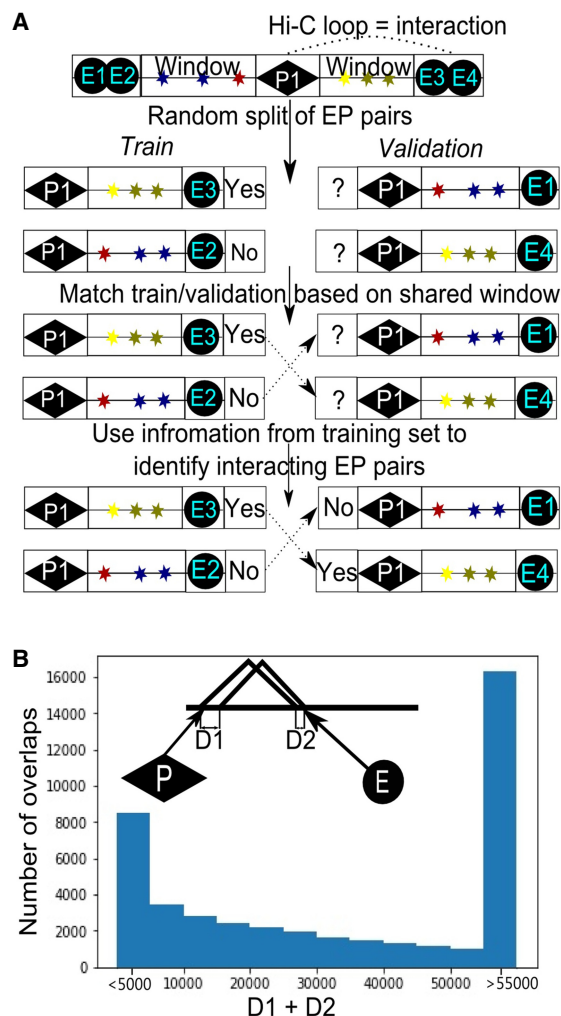 A
Hi-C loop = interaction
E1 E2 Window P1 Window E3 E4
Random split of EP pairs
Train Validation
P1 E3 Yes ? P1 E1
P1 E2 No ? P1 E4
Match train/validation based on shared window
P1 E3 Yes ? P1 E1
P1 E2 No ? P1 E4
Use infromation from training set to
identify interacting EP pairs
P1 E3 Yes No P1 E1
P1 E2 No Yes P1 E4
B
Number of overlaps
16000
14000
12000
10000
8000
6000
4000
2000
0
D1 D2
P E
<5000 10000 20000 30000 40000 50000 >55000
D1 + D2